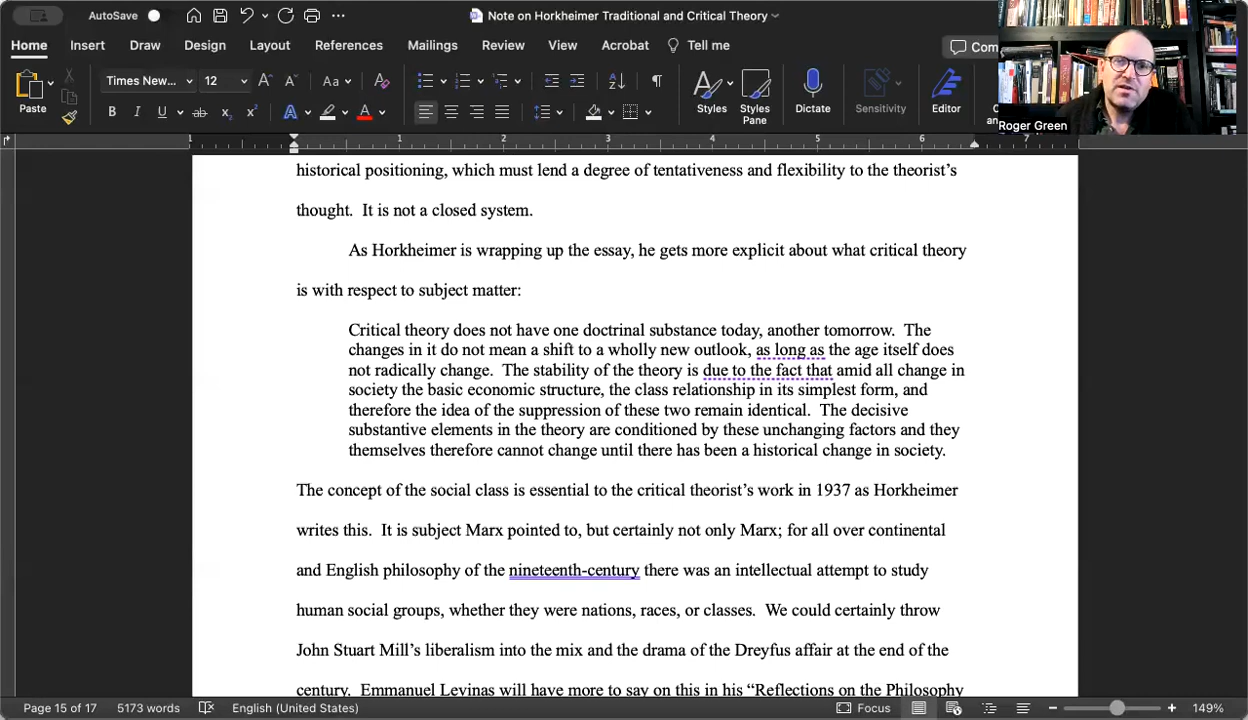 AutoSave
Note on Horkheimer Traditional and Critical Theory
Home Insert Draw Design Layout References Mailings Review View Acrobat Tell me Com
Paste
Times New... 12
Aa
B I U ab x₂ x²
A A
Styles
Styles Pane
Dictate
Sensitivity
Editor
Roger Green
1 1 2 3 4 5 6 7
historical positioning, which must lend a degree of tentativeness and flexibility to the theorist’s
thought. It is not a closed system.
As Horkheimer is wrapping up the essay, he gets more explicit about what critical theory
is with respect to subject matter:
Critical theory does not have one doctrinal substance today, another tomorrow. The
changes in it do not mean a shift to a wholly new outlook, as long as the age itself does
not radically change. The stability of the theory is due to the fact that amid all change in
society the basic economic structure, the class relationship in its simplest form, and
therefore the idea of the suppression of these two remain identical. The decisive
substantive elements in the theory are conditioned by these unchanging factors and they
themselves therefore cannot change until there has been a historical change in society.
The concept of the social class is essential to the critical theorist’s work in 1937 as Horkheimer
writes this. It is subject Marx pointed to, but certainly not only Marx; for all over continental
and English philosophy of the nineteenth-century there was an intellectual attempt to study
human social groups, whether they were nations, races, or classes. We could certainly throw
John Stuart Mill’s liberalism into the mix and the drama of the Dreyfus affair at the end of the
century. Emmanuel Levinas will have more to say on this in his “Reflections on the Philosophy
Page 15 of 17 5173 words English (United States) Focus 149%